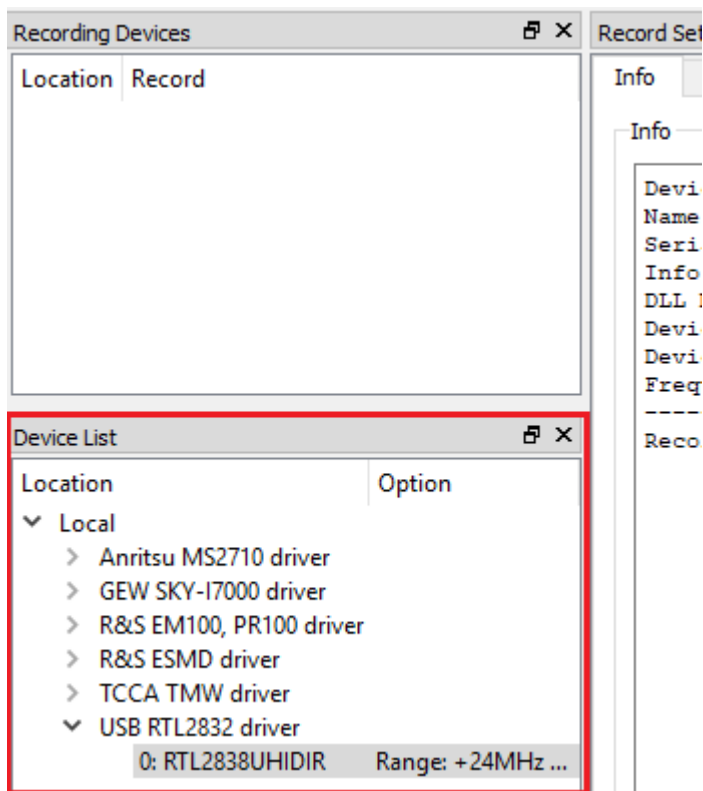 Recording Devices
Location Record
Device List
Location Option
Local
Anritsu MS2710 driver
GEW SKY-I7000 driver
R&S EM100, PR100 driver
R&S ESMD driver
TCCA TMW driver
USB RTL2832 driver
0: RTL2838UHIDIR Range: +24MHz ...
Record Set
Info
Info
Devi
Name
Seri
Info
DLL
Devi
Devi
Freq
----
Reco